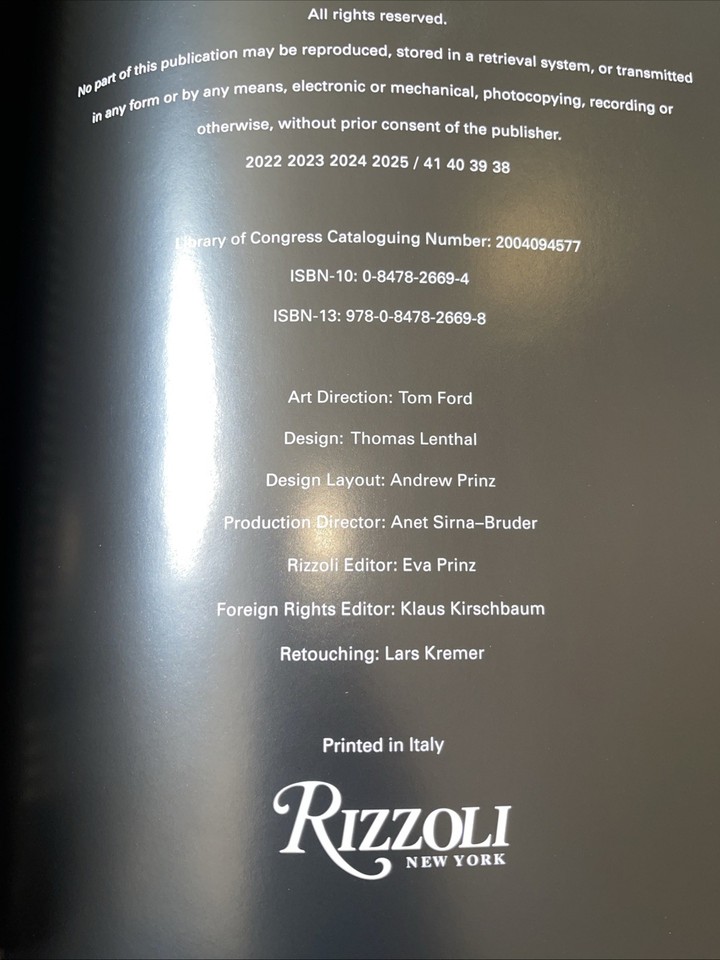 All rights reserved.
No part of this publication may be reproduced, stored in a retrieval system, or transmitted
in any form or by any means, electronic or mechanical, photocopying, recording or
otherwise, without prior consent of the publisher.
2022 2023 2024 2025 / 41 40 39 38
Library of Congress Cataloguing Number: 2004094577
ISBN-10: 0-8478-2669-4
ISBN-13: 978-0-8478-2669-8
Art Direction: Tom Ford
Design: Thomas Lenthal
Design Layout: Andrew Prinz
Production Director: Anet Sirna–Bruder
Rizzoli Editor: Eva Prinz
Foreign Rights Editor: Klaus Kirschbaum
Retouching: Lars Kremer
Printed in Italy
RIZZOLI
NEW YORK